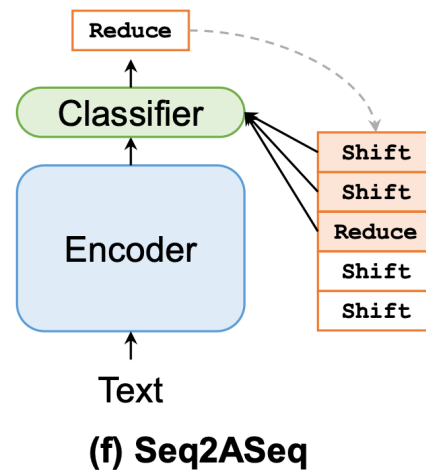 Reduce
Classifier
Shift
Shift
Reduce
Shift
Shift
Encoder
Text
(f) Seq2ASeq